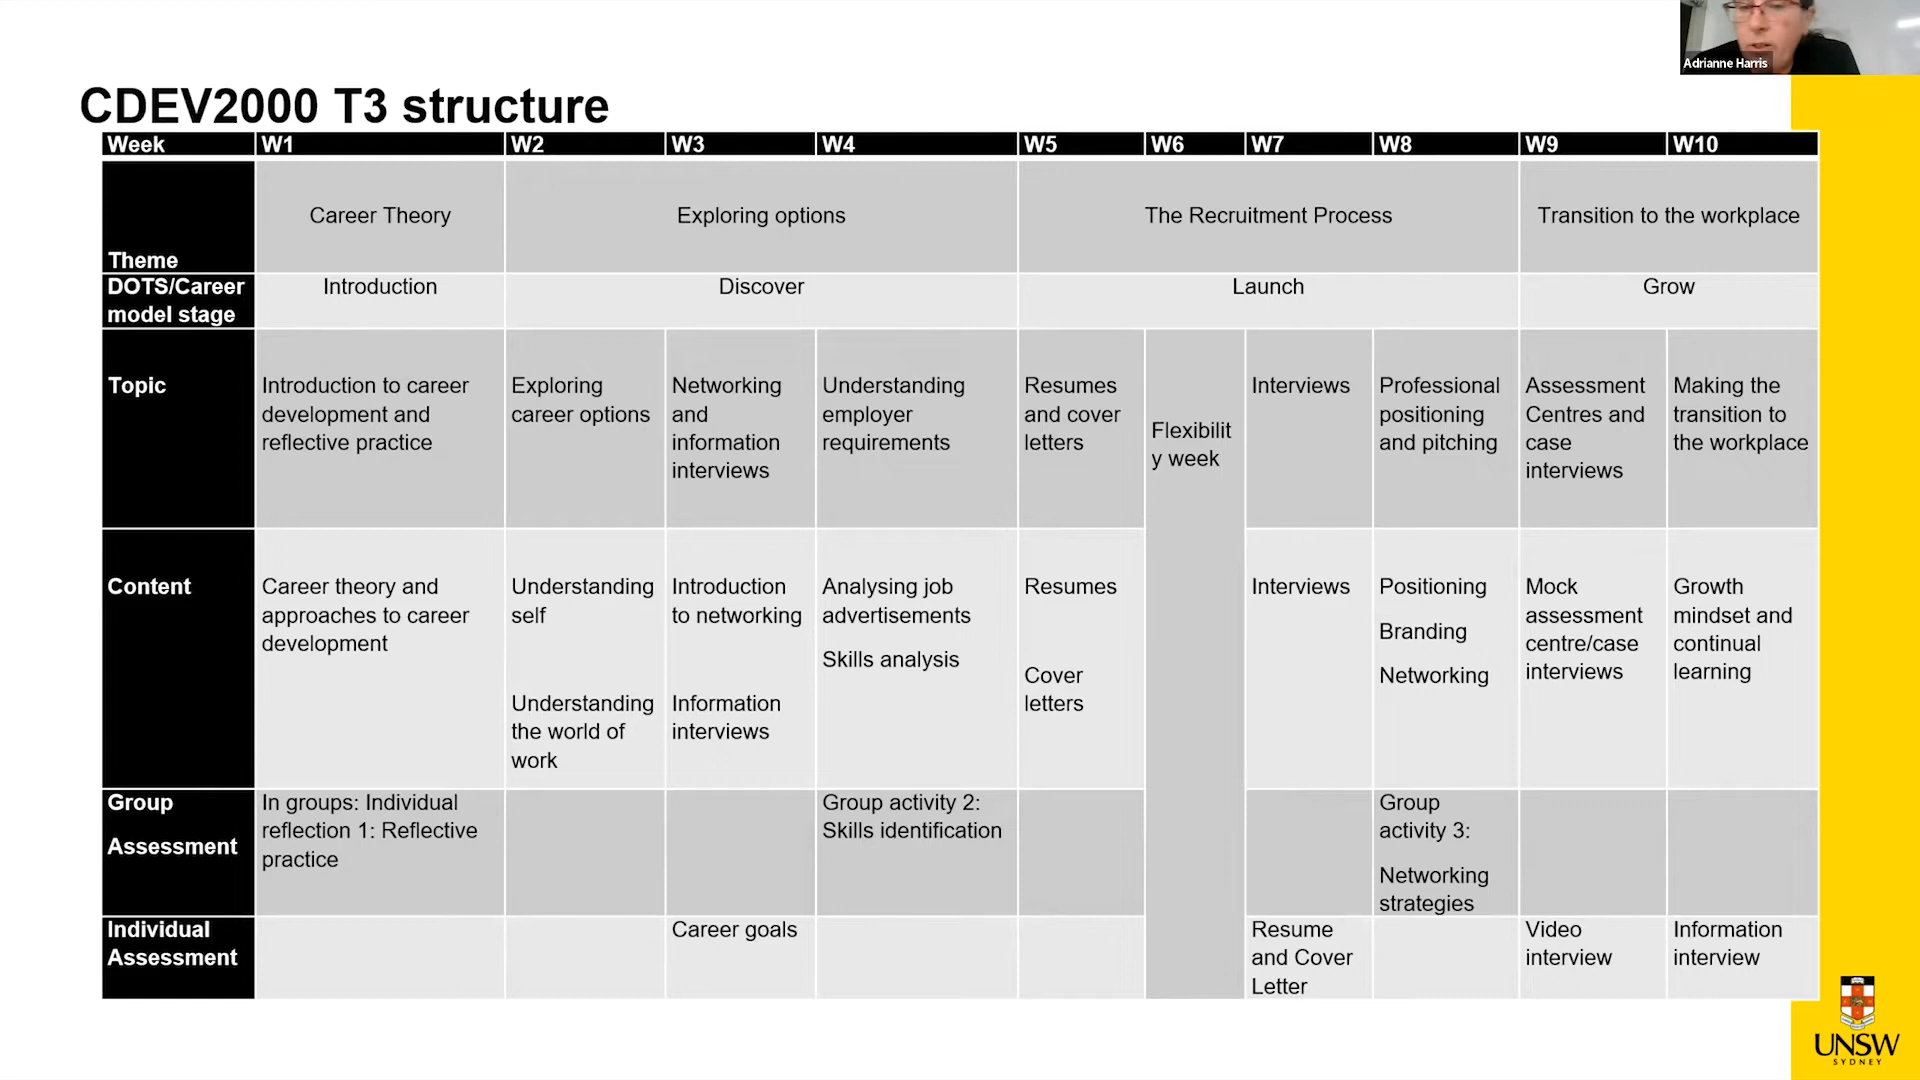 Adrianne Harris
CDEV2000 T3 structure
Week W1 W2 W3 W4 W5 W6 W7 W8 W9 W10
Theme
Career Theory
Exploring options
The Recruitment Process
Transition to the workplace
DOTS/Career
model stage
Introduction
Discover
Launch
Grow
Topic
Introduction to career
development and
reflective practice
Exploring
career options
Networking
and
information
interviews
Understanding
employer
requirements
Resumes
and cover
letters
Flexibilit
y week
Interviews
Professional
positioning
and pitching
Assessment
Centres and
case
interviews
Making the
transition to
the workplace
Content
Career theory and
approaches to career
development
Understanding
self
Understanding
the world of
work
Introduction
to networking
Information
interviews
Analysing job
advertisements
Skills analysis
Resumes
Cover
letters
Interviews
Positioning
Branding
Networking
Mock
assessment
centre/case
interviews
Growth
mindset and
continual
learning
Group
Assessment
In groups: Individual
reflection 1: Reflective
practice
Group activity 2:
Skills identification
Group
activity 3:
Networking
strategies
Individual
Assessment
Career goals
Resume
and Cover
Letter
Video
interview
Information
interview
UNSW
SYDNEY